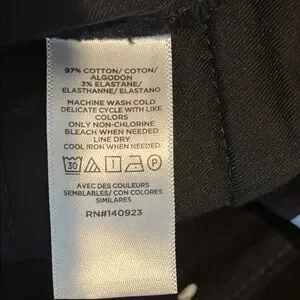 97% COTTON/ COTON/
ALGODON
3% ELASTANE/
ELASTHANNE/ ELASTANO
MACHINE WASH COLD
DELICATE CYCLE WITH LIKE
COLORS
ONLY NON-CHLORINE
BLEACH WHEN NEEDED
LINE DRY
COOL IRON WHEN NEEDED
30 P
AVEC DES COULEURS
SEMBLABLES/ CON COLORES
SIMILARES
RN#140923